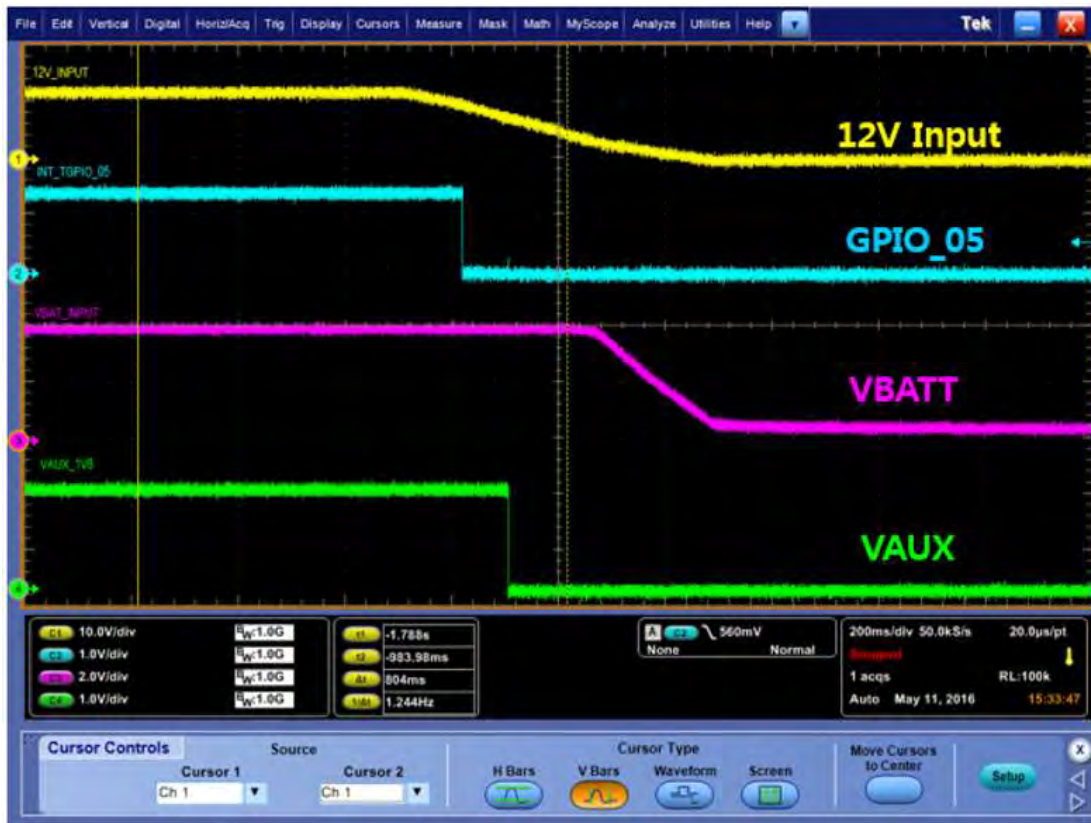 File Edit Vertical Digital Horiz/Acq Trig Display Cursors Measure Mask Math MyScope Analyze Utilities Help Tek X
12V_INPUT
12V Input
1
INT_TGPIO_05
GPIO_05
2
VBAT_INPUT
VBATT
3
VAUX_1V8
VAUX
4
C1 10.0V/div BW:1.0G
C2 1.0V/div BW:1.0G
C3 2.0V/div BW:1.0G
C4 1.0V/div BW:1.0G
t1 -1.788s
t2 -983.98ms
Δt 804ms
1/Δt 1.244Hz
A C2 560mV
None Normal
200ms/div 50.0kS/s 20.0µs/pt
Stopped
1 acqs RL:100k
Auto May 11, 2016 15:33:47
Cursor Controls Source Cursor Type Move Cursors to Center X
Cursor 1 Cursor 2 H Bars V Bars Waveform Screen Setup
Ch 1 Ch 1